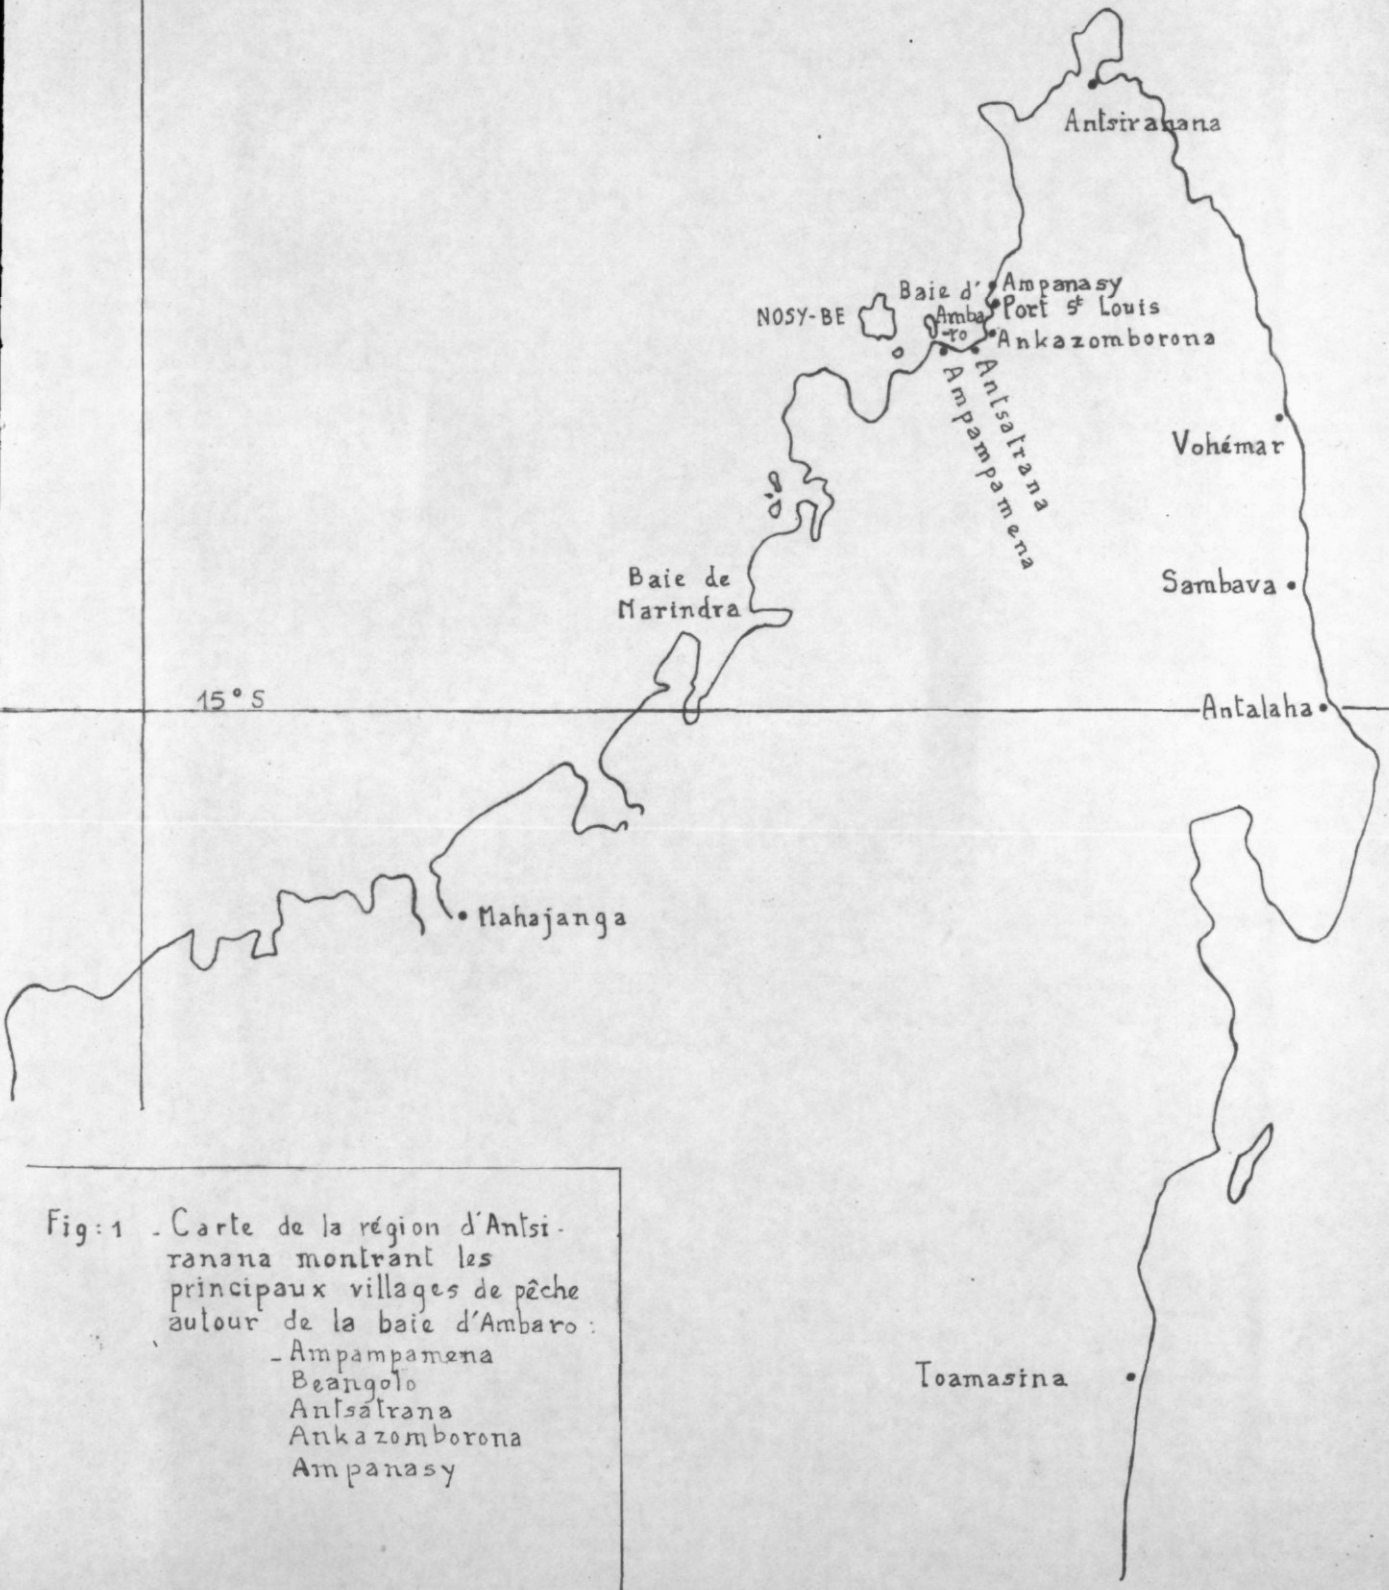 Antsiranana
Baie d'
Amba
-ro
Ampanasy
Port st Louis
Ankazomborona
NOSY-BE
Antsatrana
Ampampamena
Vohémar
Baie de
Marindra
Sambava
15° S
Antalaha
Mahajanga
Fig: 1 - Carte de la région d'Antsi-
ranana montrant les
principaux villages de pêche
autour de la baie d'Ambaro :
- Ampampamena
Beangolo
Antsatrana
Ankazomborona
Ampanasy
Toamasina